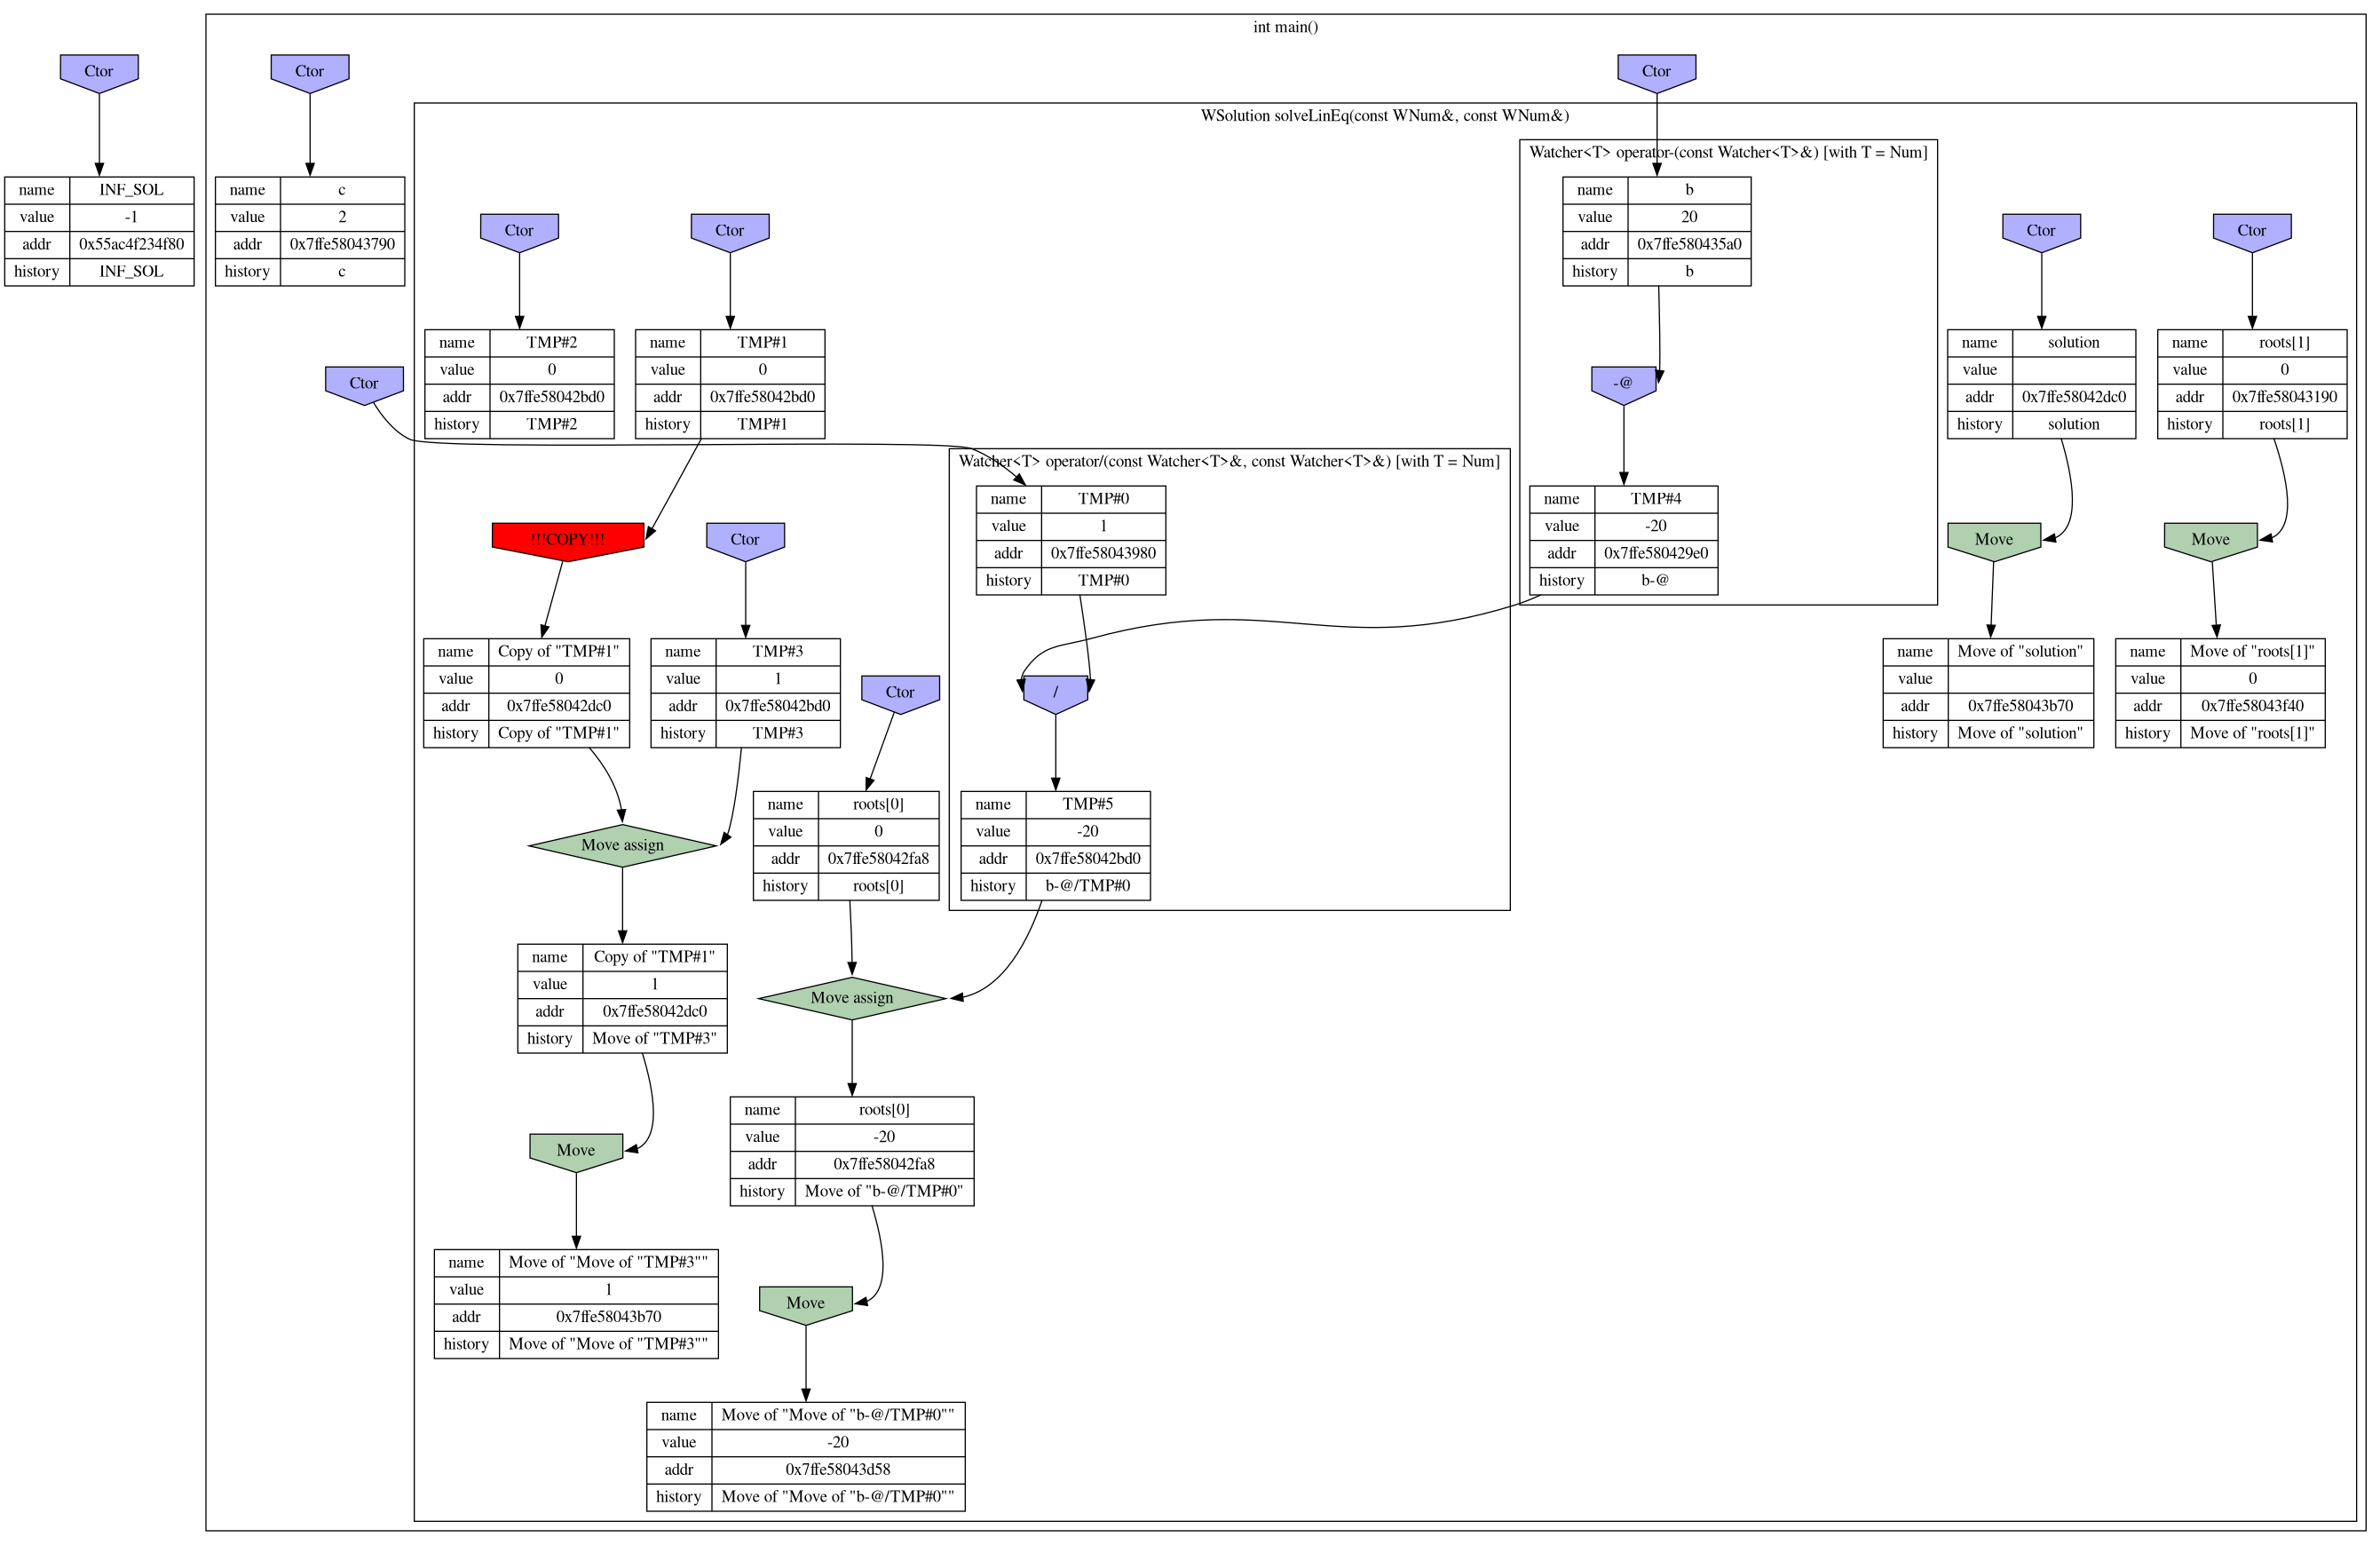 int main()
Ctor
Ctor
Ctor
WSolution solveLinEq(const WNum&, const WNum&)
Watcher<T> operator-(const Watcher<T>&) [with T = Num]
name INF_SOL
value -1
addr 0x55ac4f234f80
history INF_SOL
name c
value 2
addr 0x7ffe58043790
history c
name b
value 20
addr 0x7ffe580435a0
history b
Ctor
Ctor
Ctor
Ctor
name TMP#2
value 0
addr 0x7ffe58042bd0
history TMP#2
name TMP#1
value 0
addr 0x7ffe58042bd0
history TMP#1
name solution
value
addr 0x7ffe58042dc0
history solution
name roots[1]
value 0
addr 0x7ffe58043190
history roots[1]
Ctor
-@
Watcher<T> operator/(const Watcher<T>&, const Watcher<T>&) [with T = Num]
name TMP#0
value 1
addr 0x7ffe58043980
history TMP#0
name TMP#4
value -20
addr 0x7ffe580429e0
history b-@
!!!COPY!!!
Ctor
Move
Move
name Copy of "TMP#1"
value 0
addr 0x7ffe58042dc0
history Copy of "TMP#1"
name TMP#3
value 1
addr 0x7ffe58042bd0
history TMP#3
name Move of "solution"
value
addr 0x7ffe58043b70
history Move of "solution"
name Move of "roots[1]"
value 0
addr 0x7ffe58043f40
history Move of "roots[1]"
Ctor
/
name roots[0]
value 0
addr 0x7ffe58042fa8
history roots[0]
name TMP#5
value -20
addr 0x7ffe58042bd0
history b-@/TMP#0
Move assign
name Copy of "TMP#1"
value 1
addr 0x7ffe58042dc0
history Move of "TMP#3"
Move assign
name roots[0]
value -20
addr 0x7ffe58042fa8
history Move of "b-@/TMP#0"
Move
name Move of "Move of "TMP#3""
value 1
addr 0x7ffe58043b70
history Move of "Move of "TMP#3""
Move
name Move of "Move of "b-@/TMP#0""
value -20
addr 0x7ffe58043d58
history Move of "Move of "b-@/TMP#0""